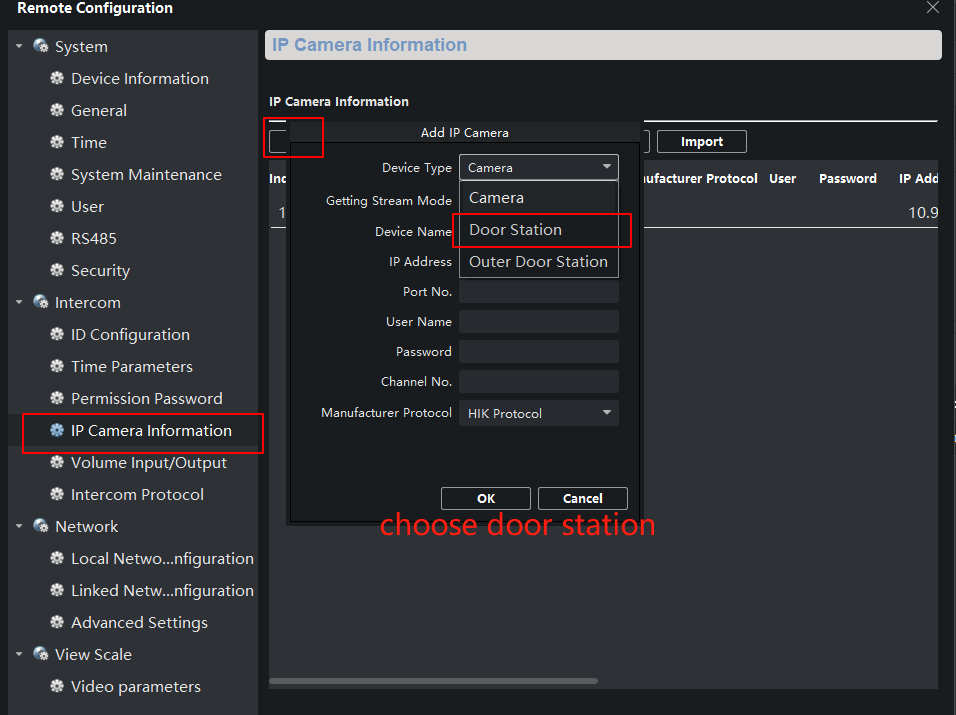 Remote Configuration
System
Device Information
General
Time
System Maintenance
User
RS485
Security
Intercom
ID Configuration
Time Parameters
Permission Password
IP Camera Information
Volume Input/Output
Intercom Protocol
Network
Local Netwo...nfiguration
Linked Netw...nfiguration
Advanced Settings
View Scale
Video parameters
IP Camera Information
IP Camera Information
Import
Ind
ufacturer Protocol User Password IP Add
1
10.9
Add IP Camera
Device Type Camera
Camera
Door Station
Outer Door Station
Getting Stream Mode
Device Name
IP Address
Port No.
User Name
Password
Channel No.
Manufacturer Protocol HIK Protocol
OK Cancel
choose door station